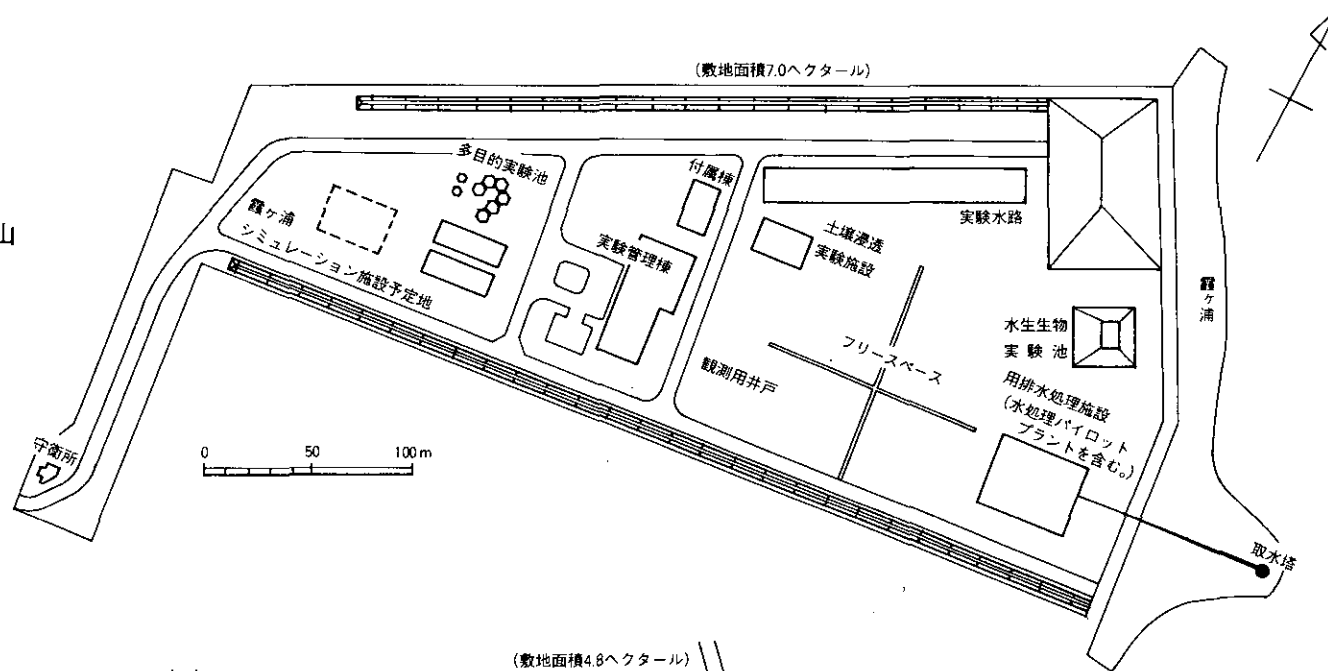 (敷地面積7.0ヘクタール)
山
多目的実験池
付属棟
霞ヶ浦
シミュレーション施設予定地
実験管理棟
実験水路
土壌浸透
実験施設
霞ヶ浦
水生生物
実験池
フリースペース
観測用井戸
用排水処理施設
(水処理パイロット
プラントを含む。)
守衛所
0 50 100m
取水塔
(敷地面積4.8ヘクタール)